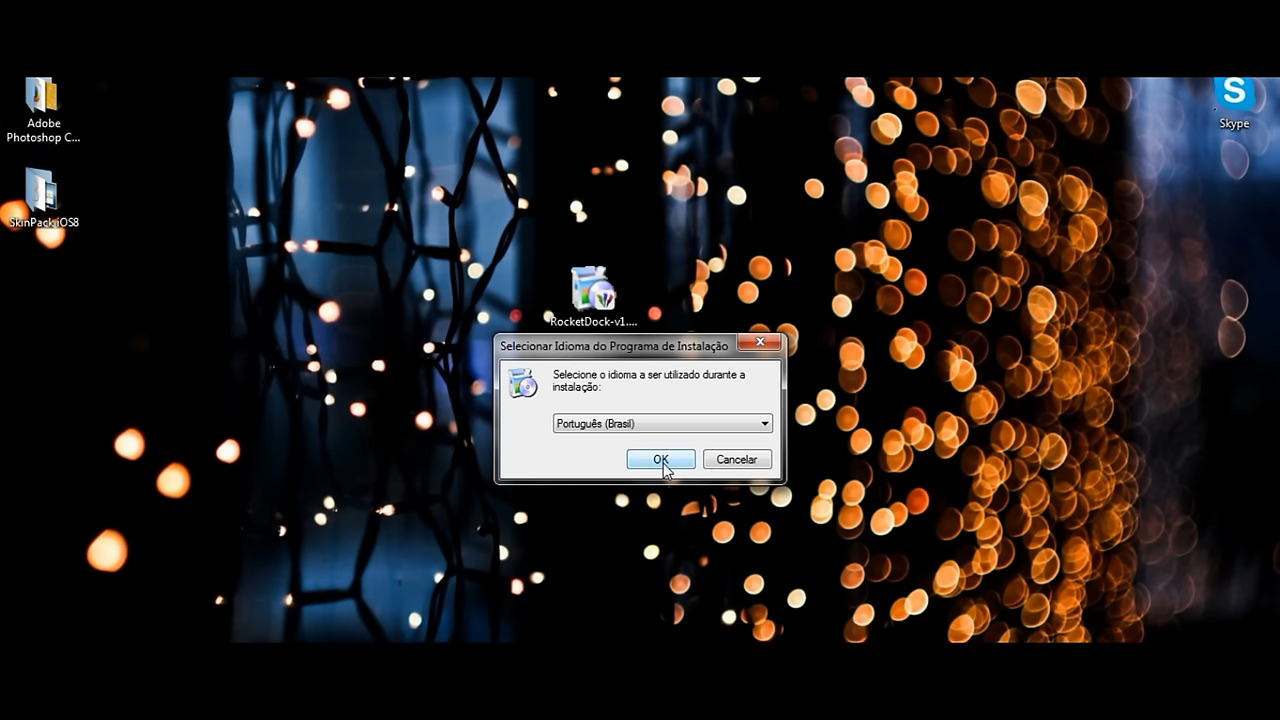 Adobe
Photoshop C...
SkinPack iOS8
S
Skype
RocketDock-v1....
Selecionar Idioma do Programa de Instalação
Selecione o idioma a ser utilizado durante a
instalação:
Português (Brasil)
OK
Cancelar